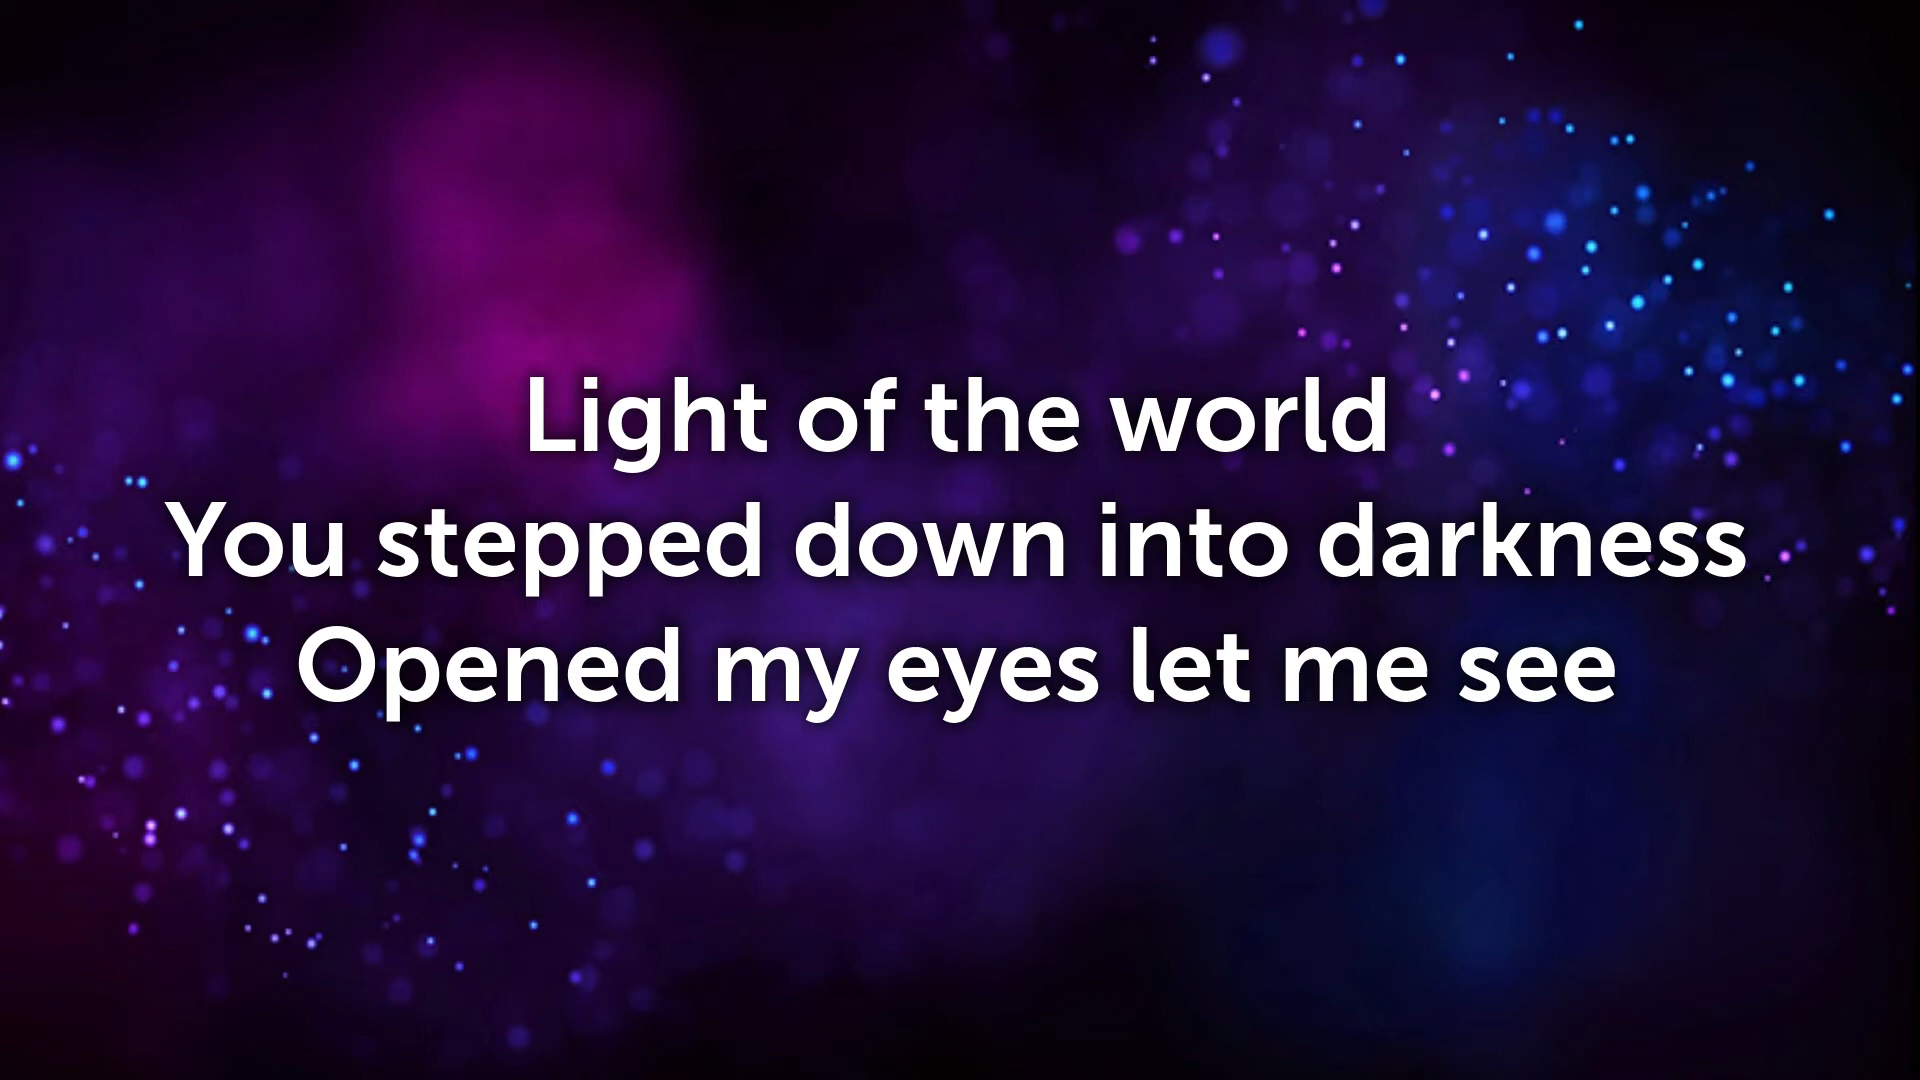 Light of the world
You stepped down into darkness
Opened my eyes let me see